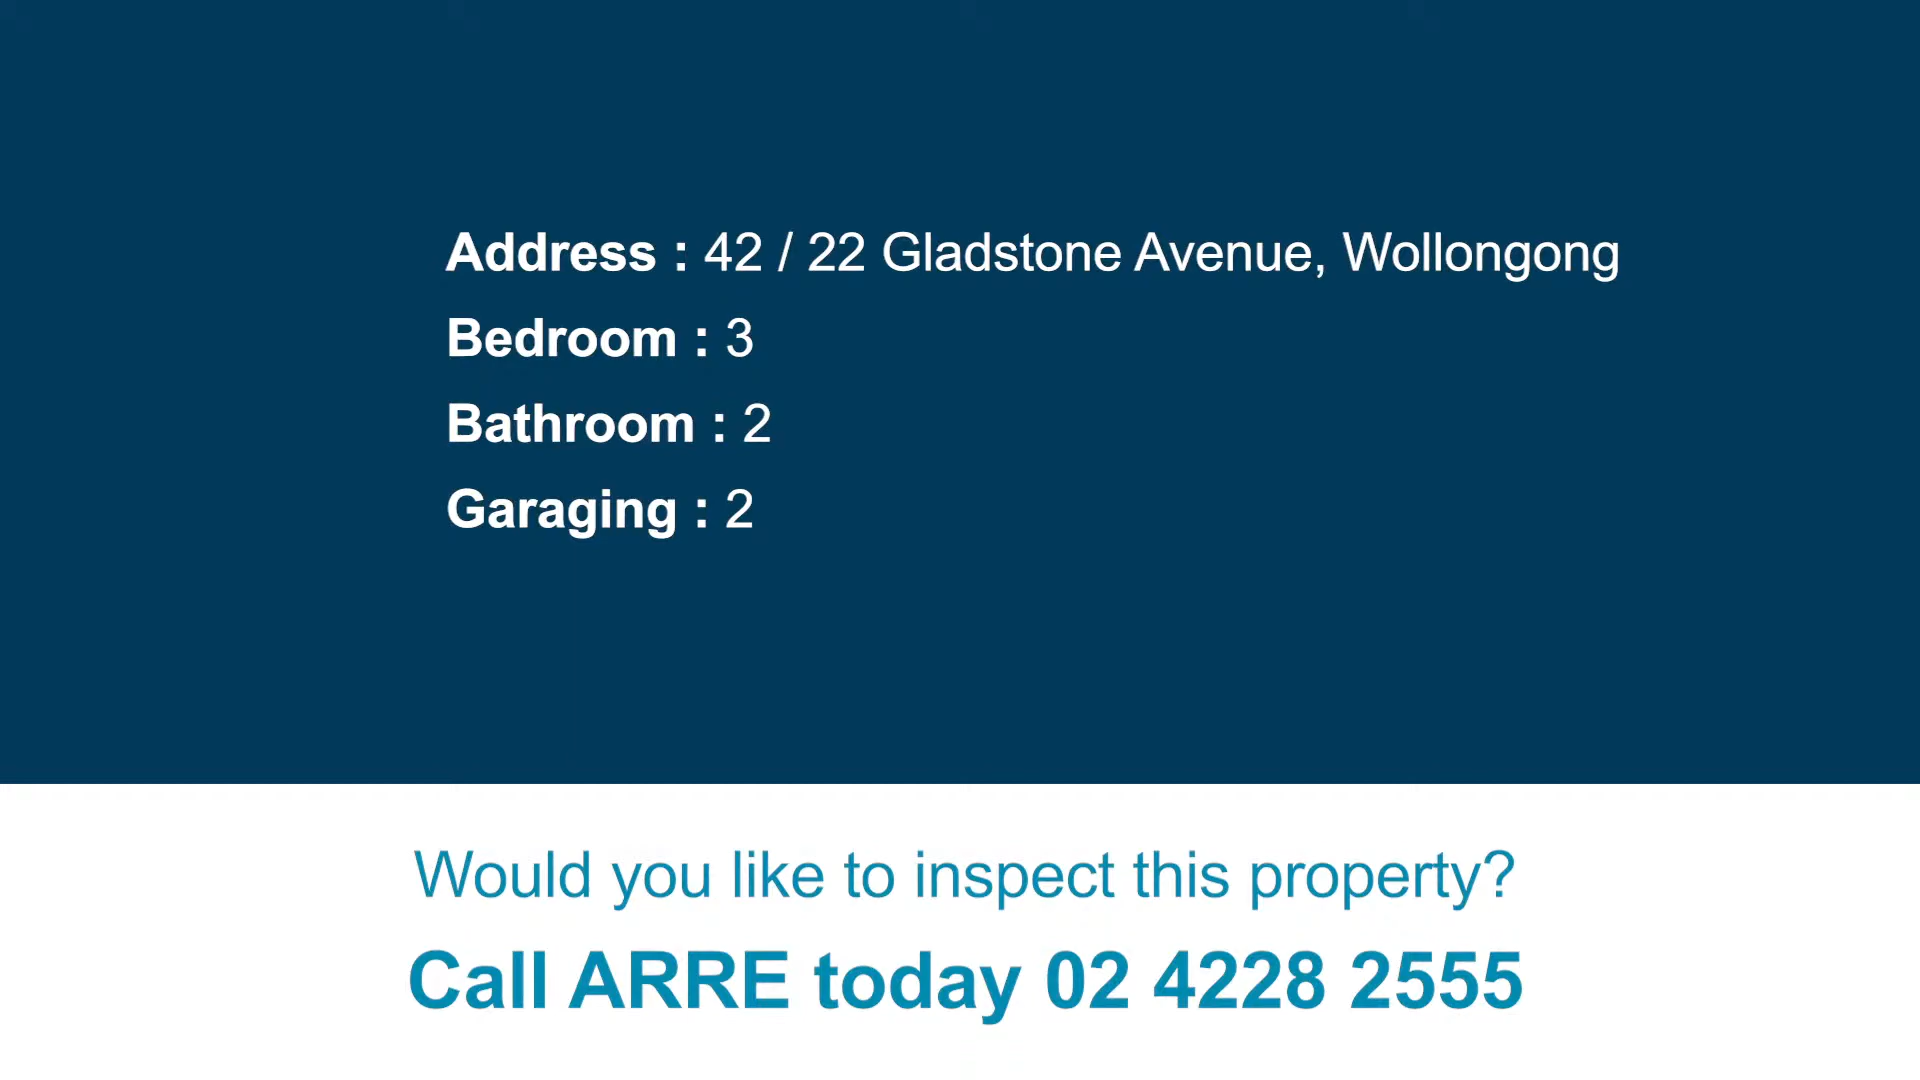 Address : 42 / 22 Gladstone Avenue, Wollongong
Bedroom : 3
Bathroom : 2
Garaging : 2
Would you like to inspect this property?
Call ARRE today 02 4228 2555